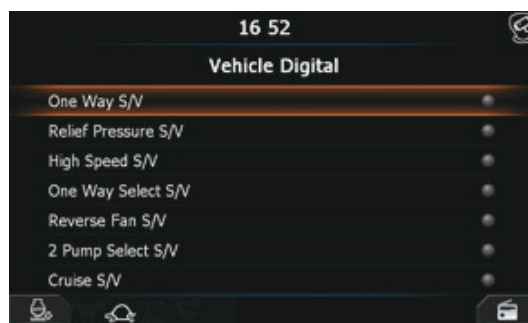 16 52
Vehicle Digital
One Way S/V
Relief Pressure S/V
High Speed S/V
One Way Select S/V
Reverse Fan S/V
2 Pump Select S/V
Cruise S/V